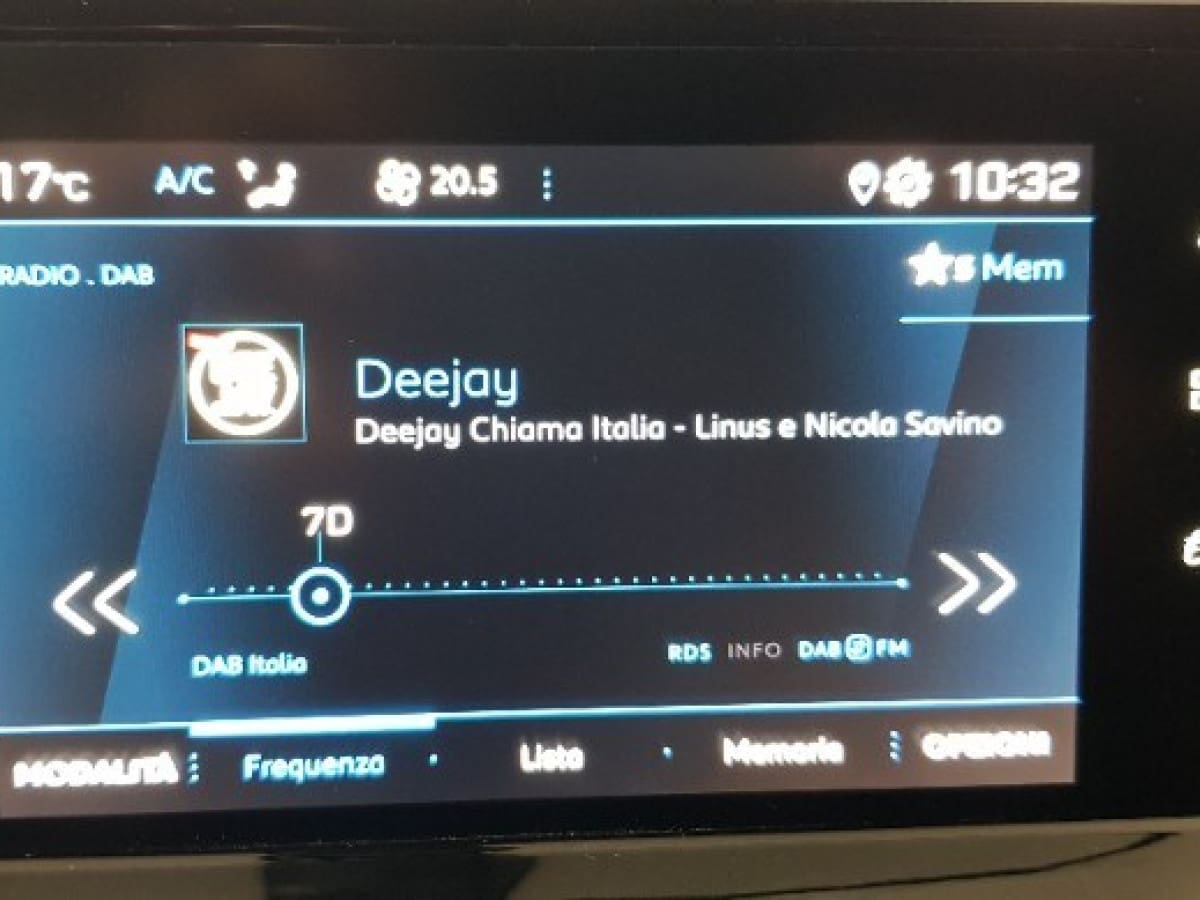 17°C A/C 20.5 10:32
RADIO . DAB
5 Mem
Deejay
Deejay Chiama Italia - Linus e Nicola Savino
7D
DAB Italia
RDS INFO DAB FM
MODALITÀ Frequenza Lista Memoria OPZIONI